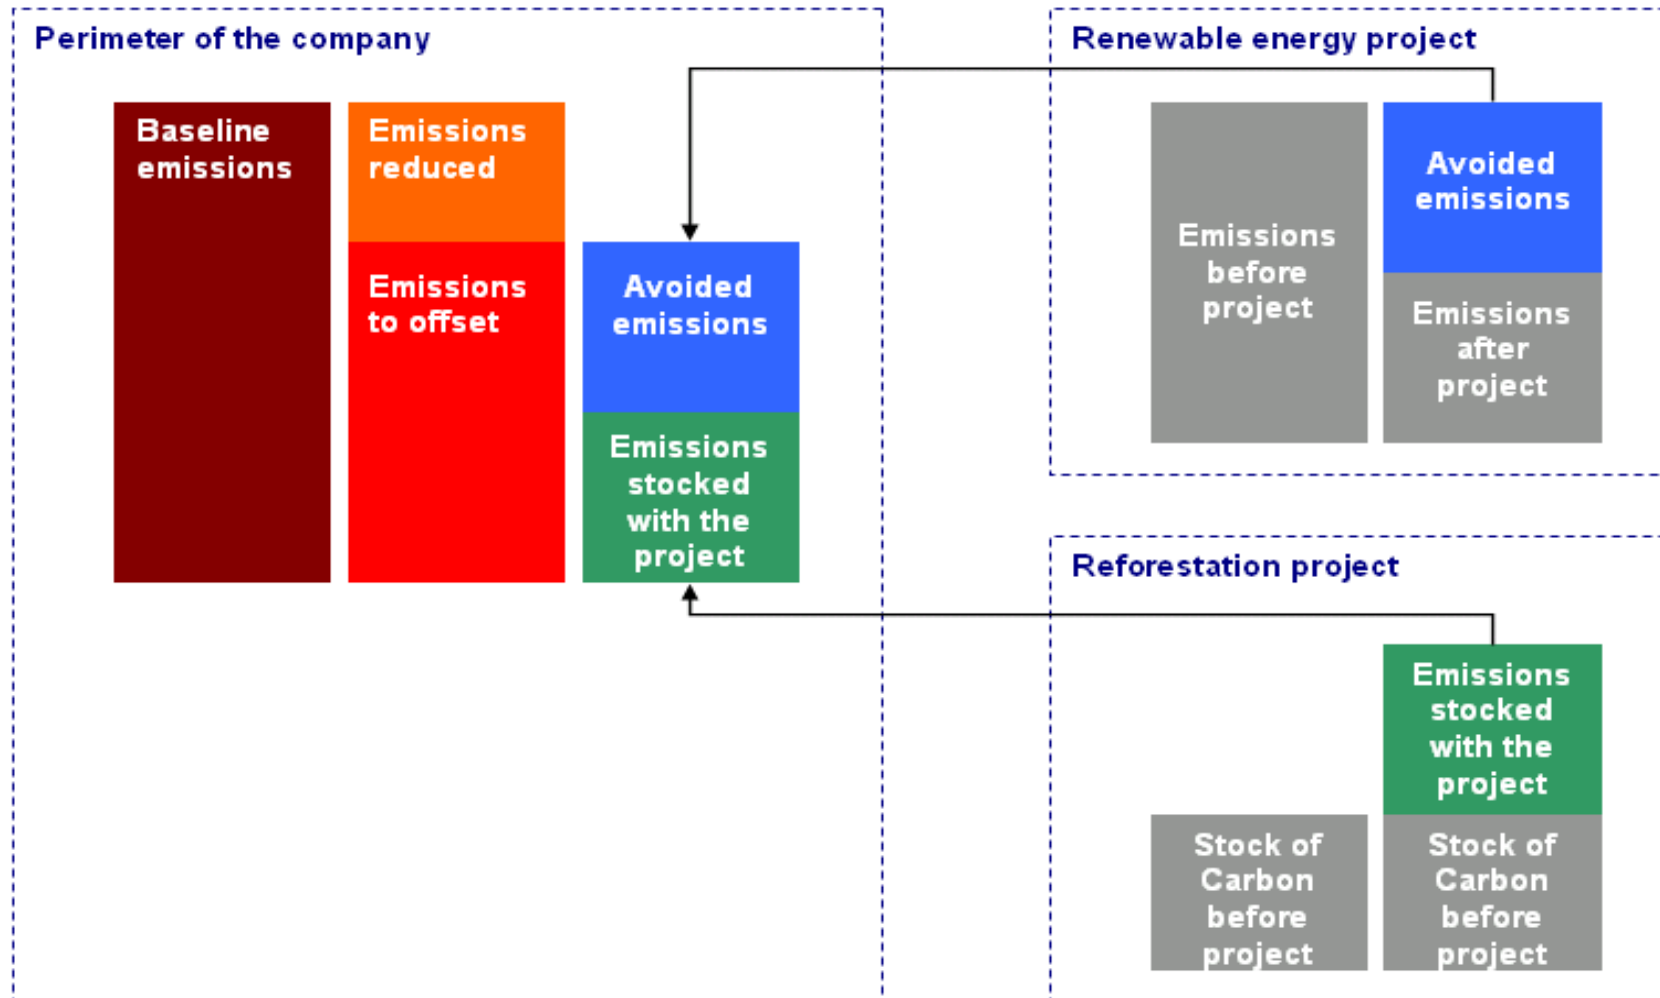 Perimeter of the company
Baseline
emissions
Emissions
reduced
Emissions
to offset
Avoided
emissions
Emissions
stocked
with the
project
Renewable energy project
Emissions
before
project
Avoided
emissions
Emissions
after
project
Reforestation project
Emissions
stocked
with the
project
Stock of
Carbon
before
project
Stock of
Carbon
before
project